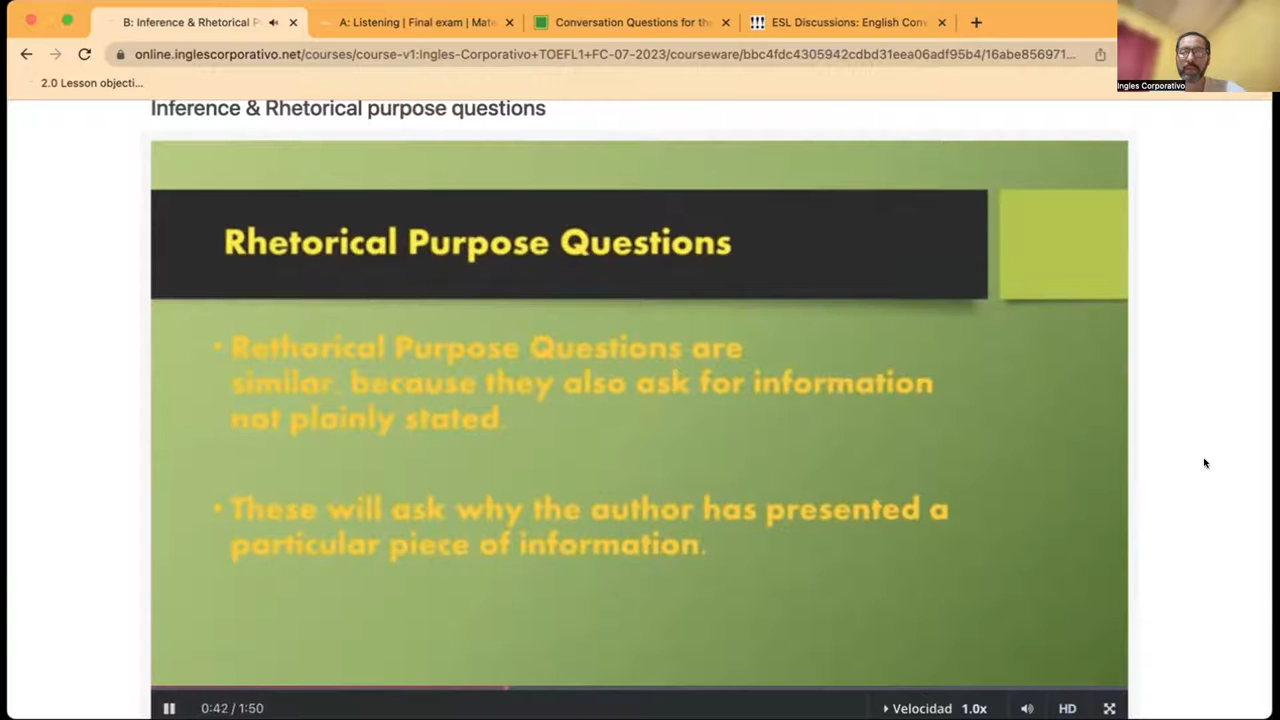 B: Inference & Rhetorical P
A: Listening | Final exam | Mate
Conversation Questions for the
ESL Discussions: English Conv
online.inglescorporativo.net/courses/course-v1:Ingles-Corporativo+TOEFL1+FC-07-2023/courseware/bbc4fdc4305942cdbd31eea06adf95b4/16abe856971...
Ingles Corporativo
2.0 Lesson objecti...
Inference & Rhetorical purpose questions
Rhetorical Purpose Questions
• Rethorical Purpose Questions are
similar, because they also ask for information
not plainly stated.
• These will ask why the author has presented a
particular piece of information.
0:42 / 1:50
Velocidad 1.0x
HD